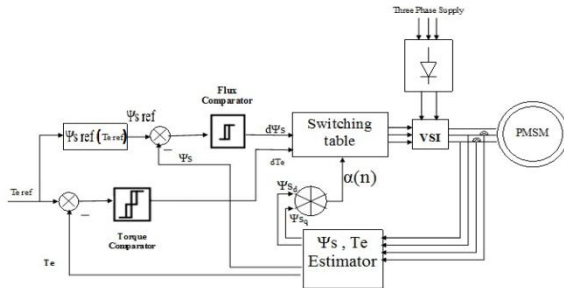 Three Phase Supply
Flux
Comparator
Ψs ref
Ψs ref (Te ref)
dΨs
Switching
table
VSI
PMSM
Ψs
dTe
α(n)
Te ref
Ψsd
Ψsq
Torque
Comparator
Te
Ψs , Te
Estimator